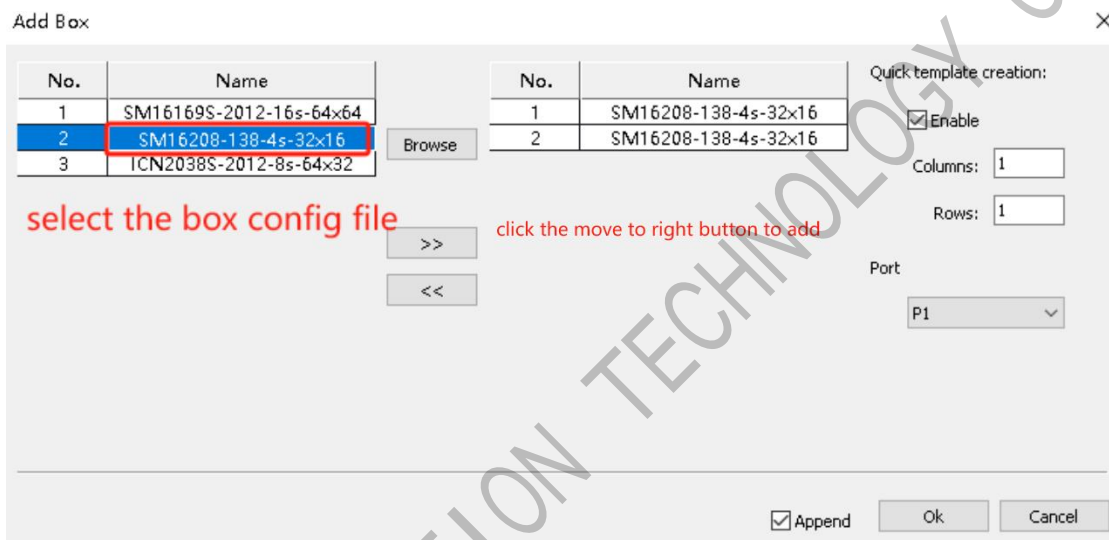 Add Box
No. Name
1 SM16169S-2012-16s-64x64
2 SM16208-138-4s-32x16
3 ICN2038S-2012-8s-64x32
select the box config file
Browse
>>
<<
No. Name
1 SM16208-138-4s-32x16
2 SM16208-138-4s-32x16
click the move to right button to add
Quick template creation:
Enable
Columns: 1
Rows: 1
Port
P1
Append
Ok
Cancel
TECHNOLOGY